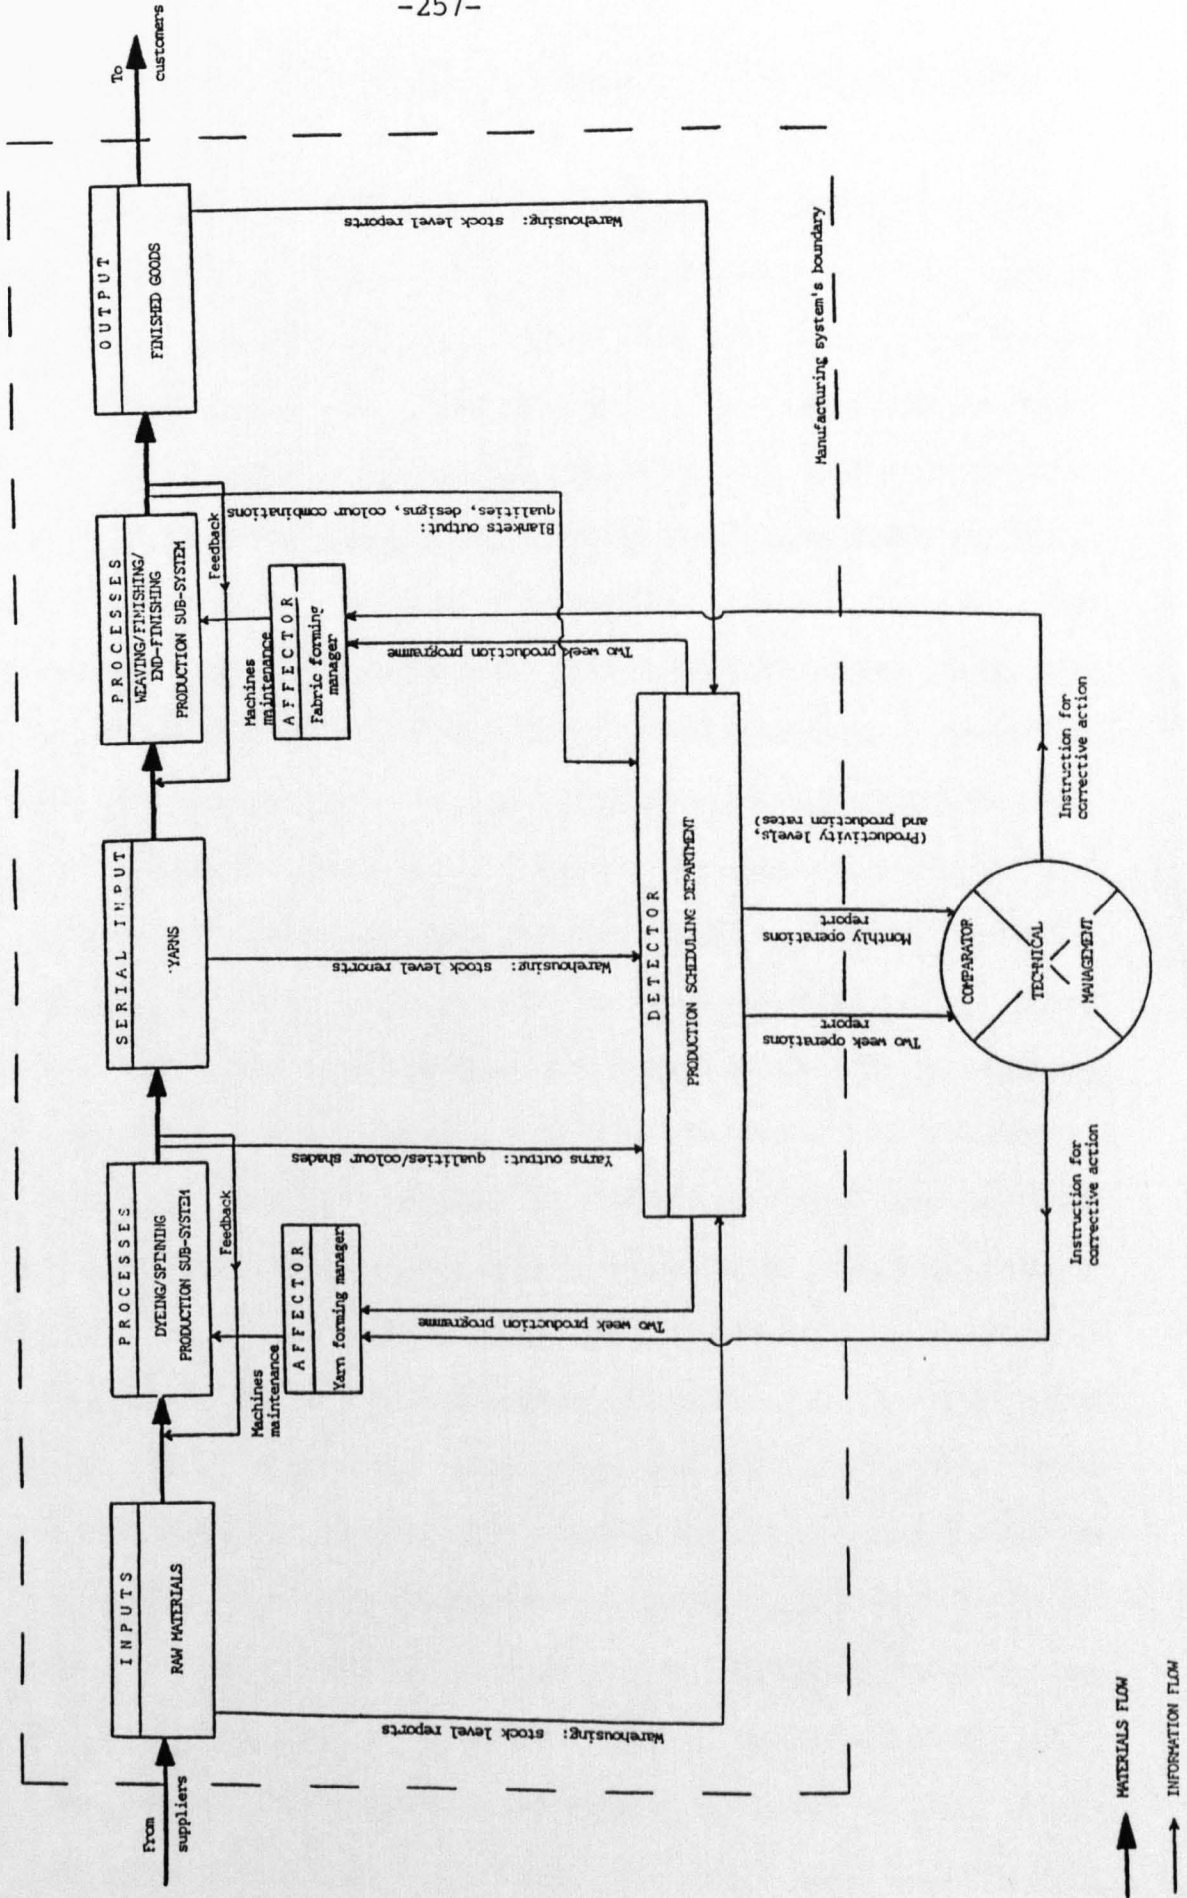 -257-
From
suppliers
INPUTS
RAW MATERIALS
PROCESSES
DYEING/SPINNING
PRODUCTION SUB-SYSTEM
Feedback
Machines
maintenance
AFFECTOR
Yarn forming manager
SERIAL INPUT
YARNS
PROCESSES
WEAVING/FINISHING/
END-FINISHING
PRODUCTION SUB-SYSTEM
Feedback
Machines
maintenance
AFFECTOR
Fabric forming
manager
OUTPUT
FINISHED GOODS
To
customers
Warehousing: stock level reports
Yarns output: qualities/colour shades
Warehousing: stock level reports
Blankets output:
qualities, designs, colour combinations
Warehousing: stock level reports
Two week production programme
Two week production programme
DETECTOR
PRODUCTION SCHEDULING DEPARTMENT
Manufacturing system's boundary
Two week operations
report
Monthly operations
report
(Productivity levels,
and production rates)
COMPARATOR
TECHNICAL
MANAGEMENT
Instruction for
corrective action
Instruction for
corrective action
MATERIALS FLOW
INFORMATION FLOW